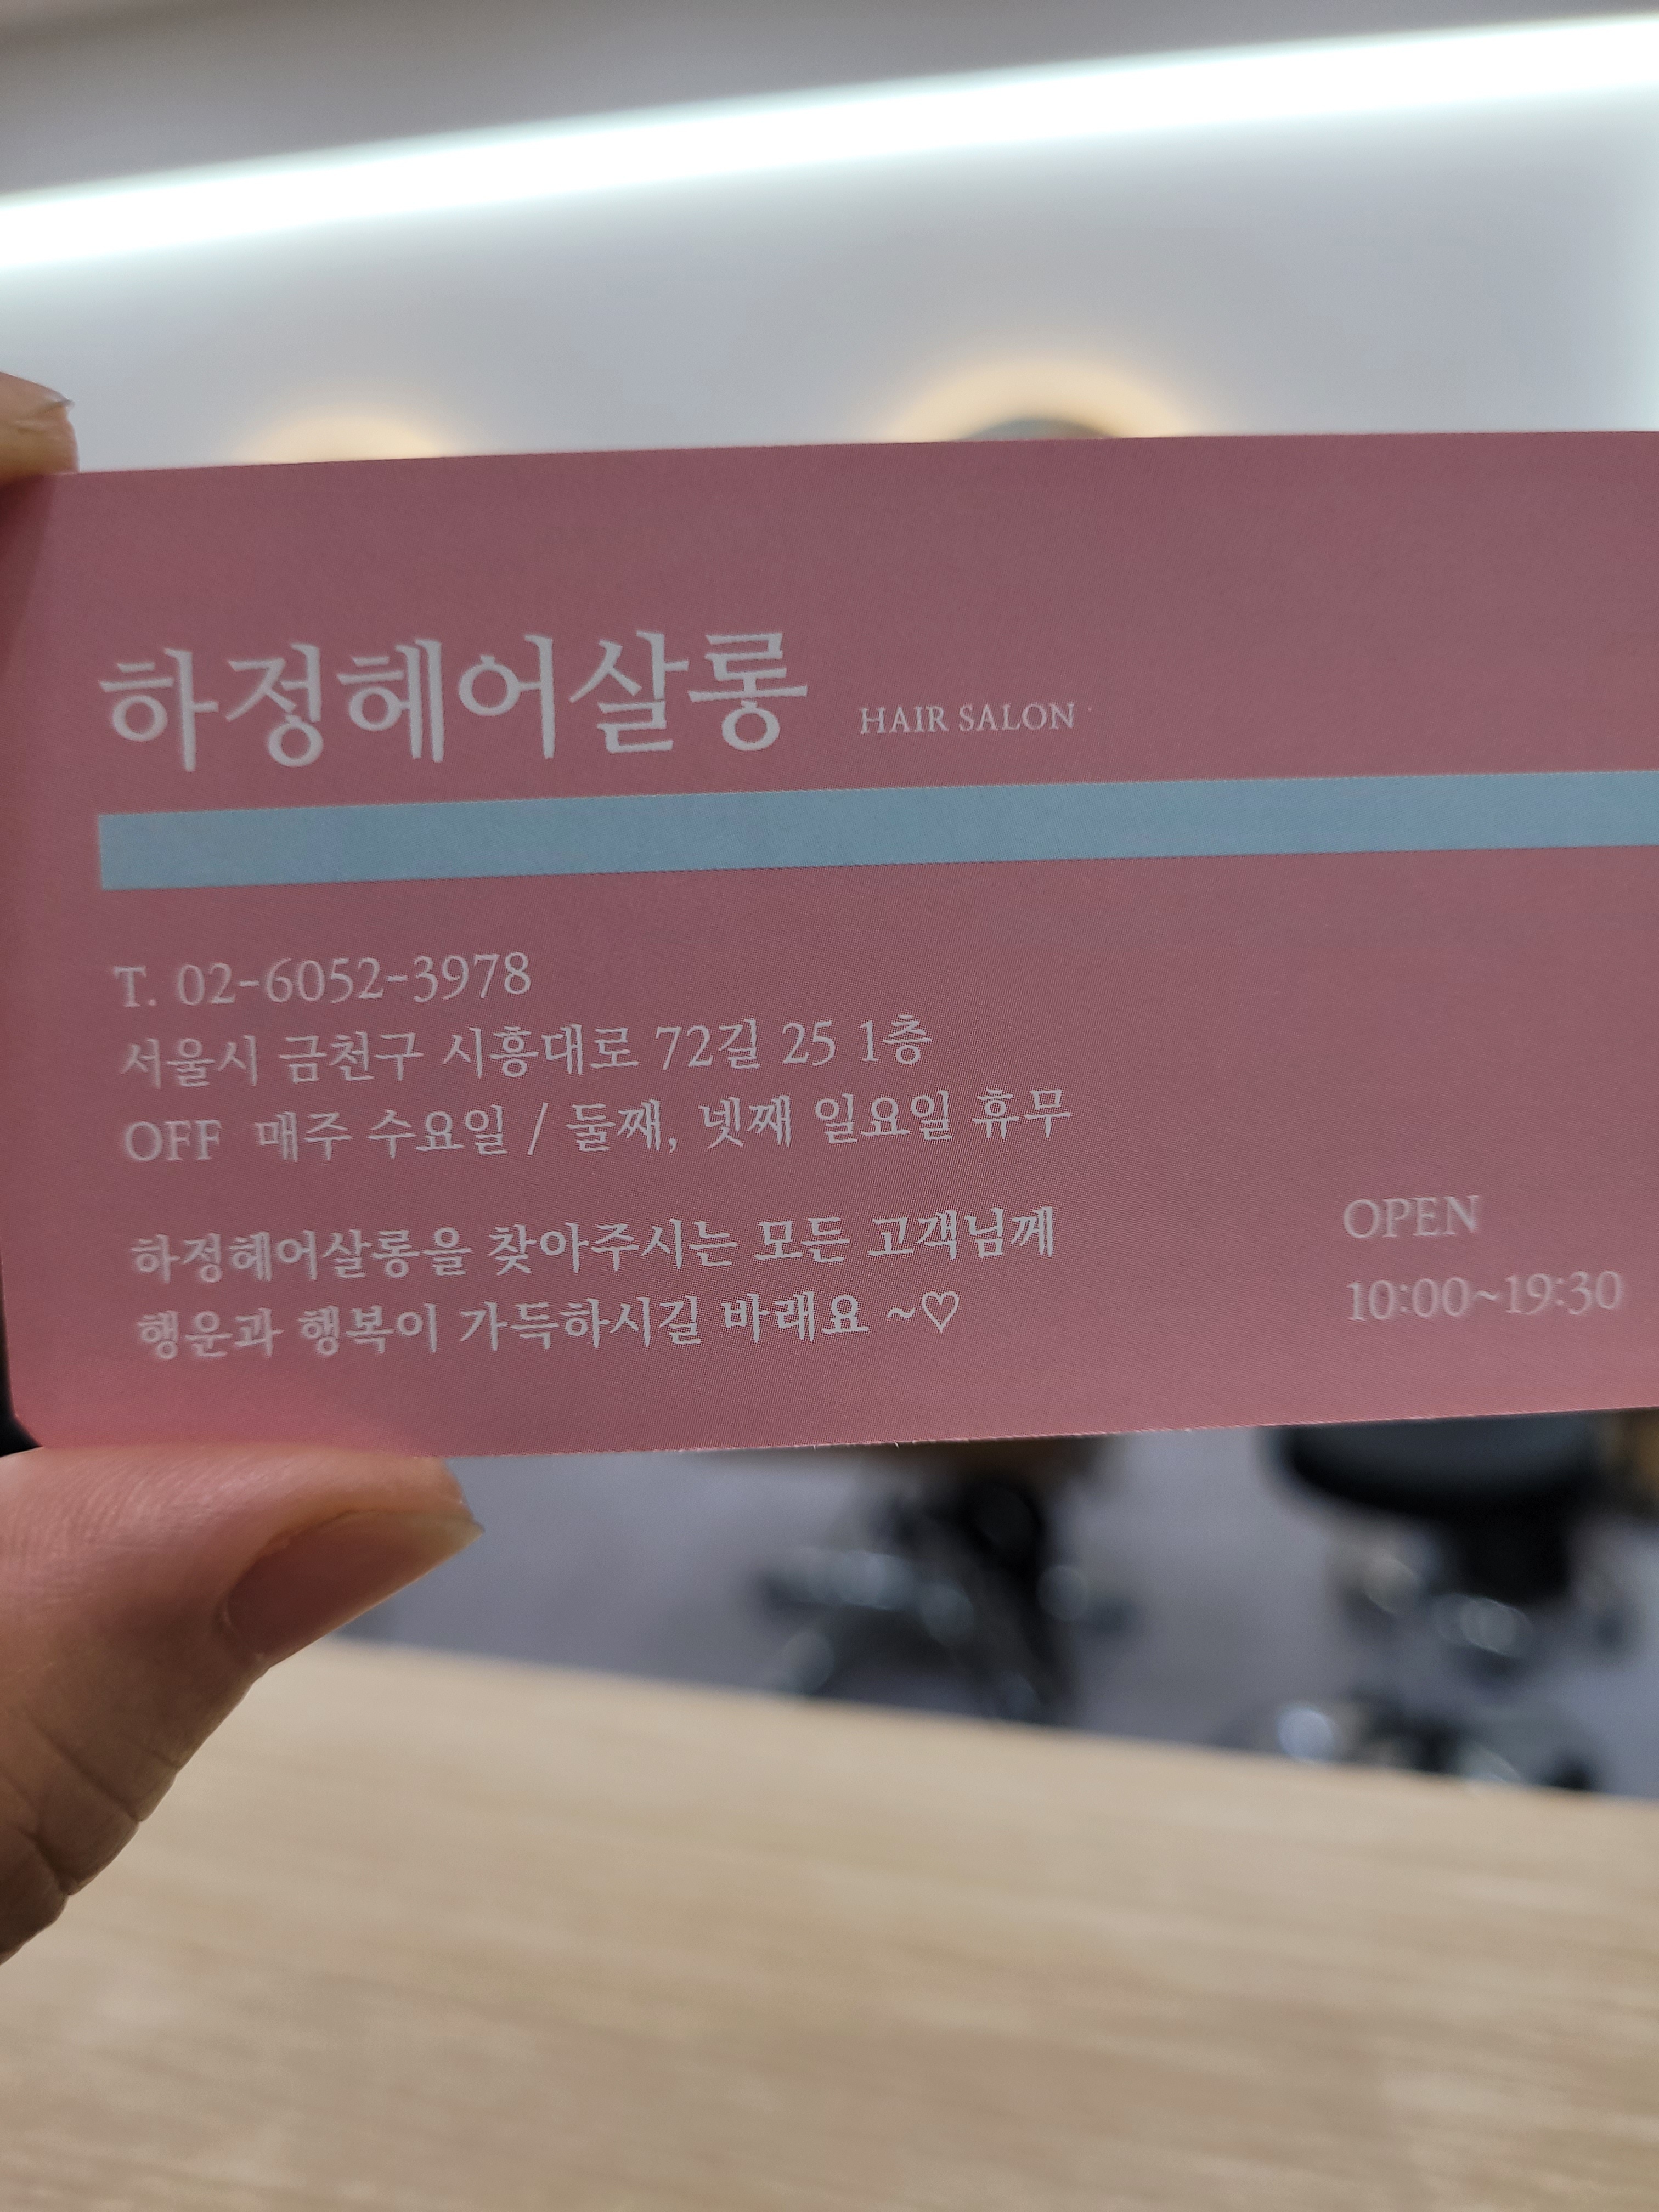 하정헤어살롱 HAIR SALON
T. 02-6052-3978
서울시 금천구 시흥대로 72길 25 1층
OFF 매주 수요일 / 둘째, 넷째 일요일 휴무
하정헤어살롱을 찾아주시는 모든 고객님께
행운과 행복이 가득하시길 바래요 ~♡
OPEN
10:00~19:30